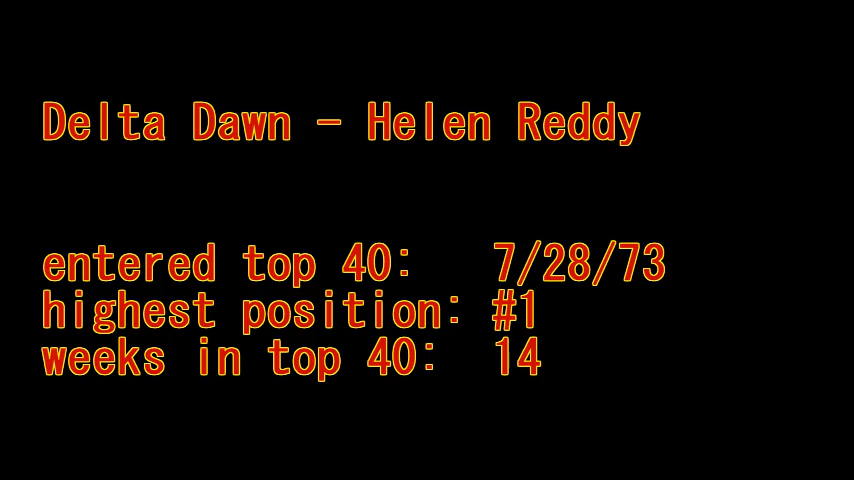 Delta Dawn - Helen Reddy
entered top 40: 7/28/73
highest position: #1
weeks in top 40: 14